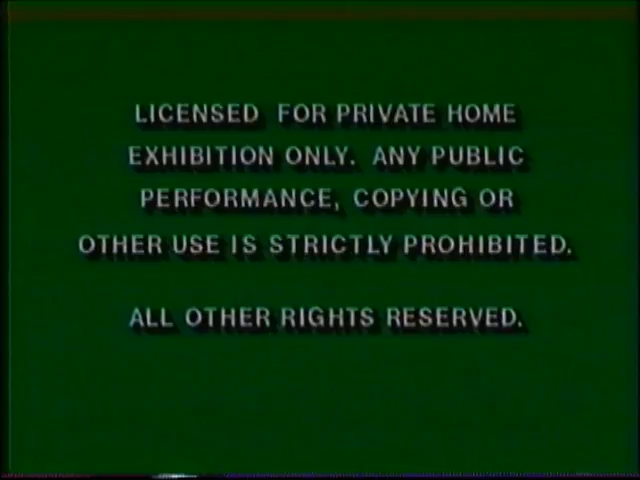 LICENSED FOR PRIVATE HOME
EXHIBITION ONLY. ANY PUBLIC
PERFORMANCE, COPYING OR
OTHER USE IS STRICTLY PROHIBITED.
ALL OTHER RIGHTS RESERVED.